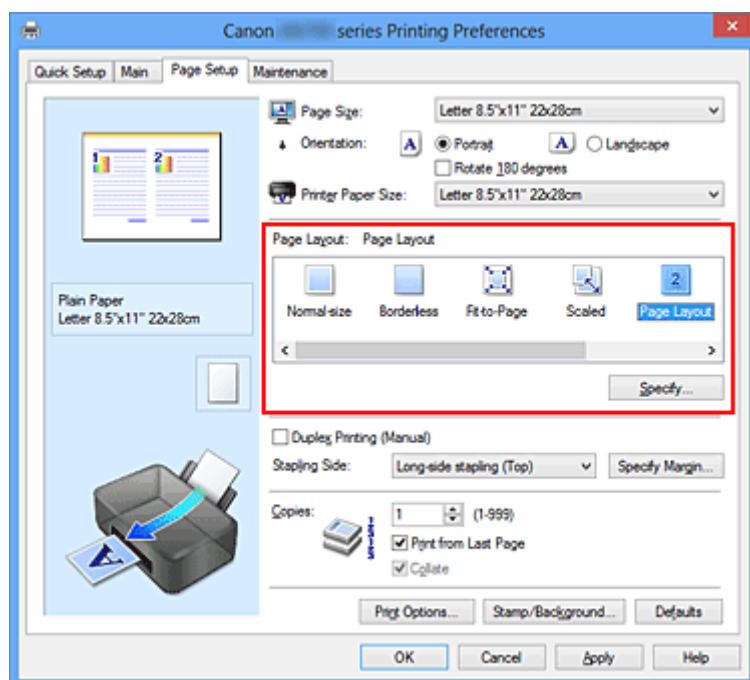 Canon series Printing Preferences
Quick Setup Main Page Setup Maintenance
Page Size: Letter 8.5"x11" 22x28cm
Orientation: A Portrait A Landscape
Rotate 180 degrees
Printer Paper Size: Letter 8.5"x11" 22x28cm
1 2
Page Layout: Page Layout
2
Normal-size Borderless Fit-to-Page Scaled Page Layout
Plain Paper
Letter 8.5"x11" 22x28cm
Specify...
Duplex Printing (Manual)
Stapling Side: Long-side stapling (Top) Specify Margin...
Copies: 1 (1-999)
Print from Last Page
Collate
A
Print Options... Stamp/Background... Defaults
OK Cancel Apply Help